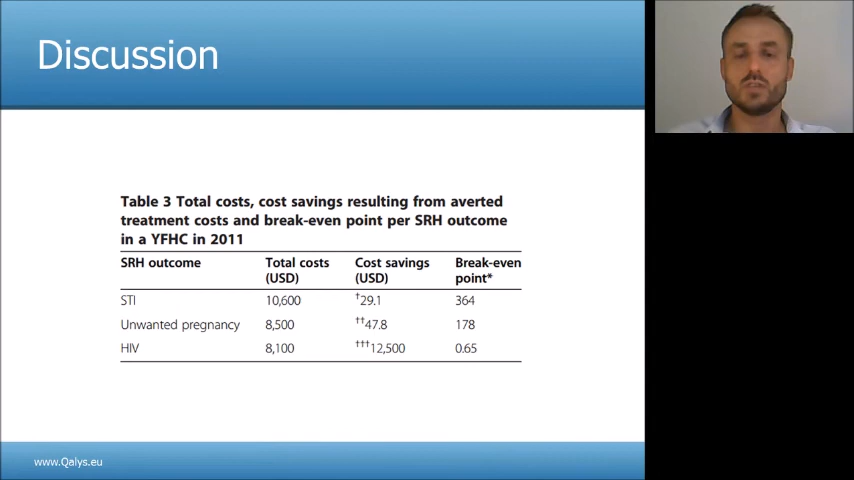 Discussion
Table 3 Total costs, cost savings resulting from averted
treatment costs and break-even point per SRH outcome
in a YFHC in 2011
SRH outcome Total costs (USD) Cost savings (USD) Break-even point*
STI 10,600 †29.1 364
Unwanted pregnancy 8,500 ††47.8 178
HIV 8,100 †††12,500 0.65
www.Qalys.eu